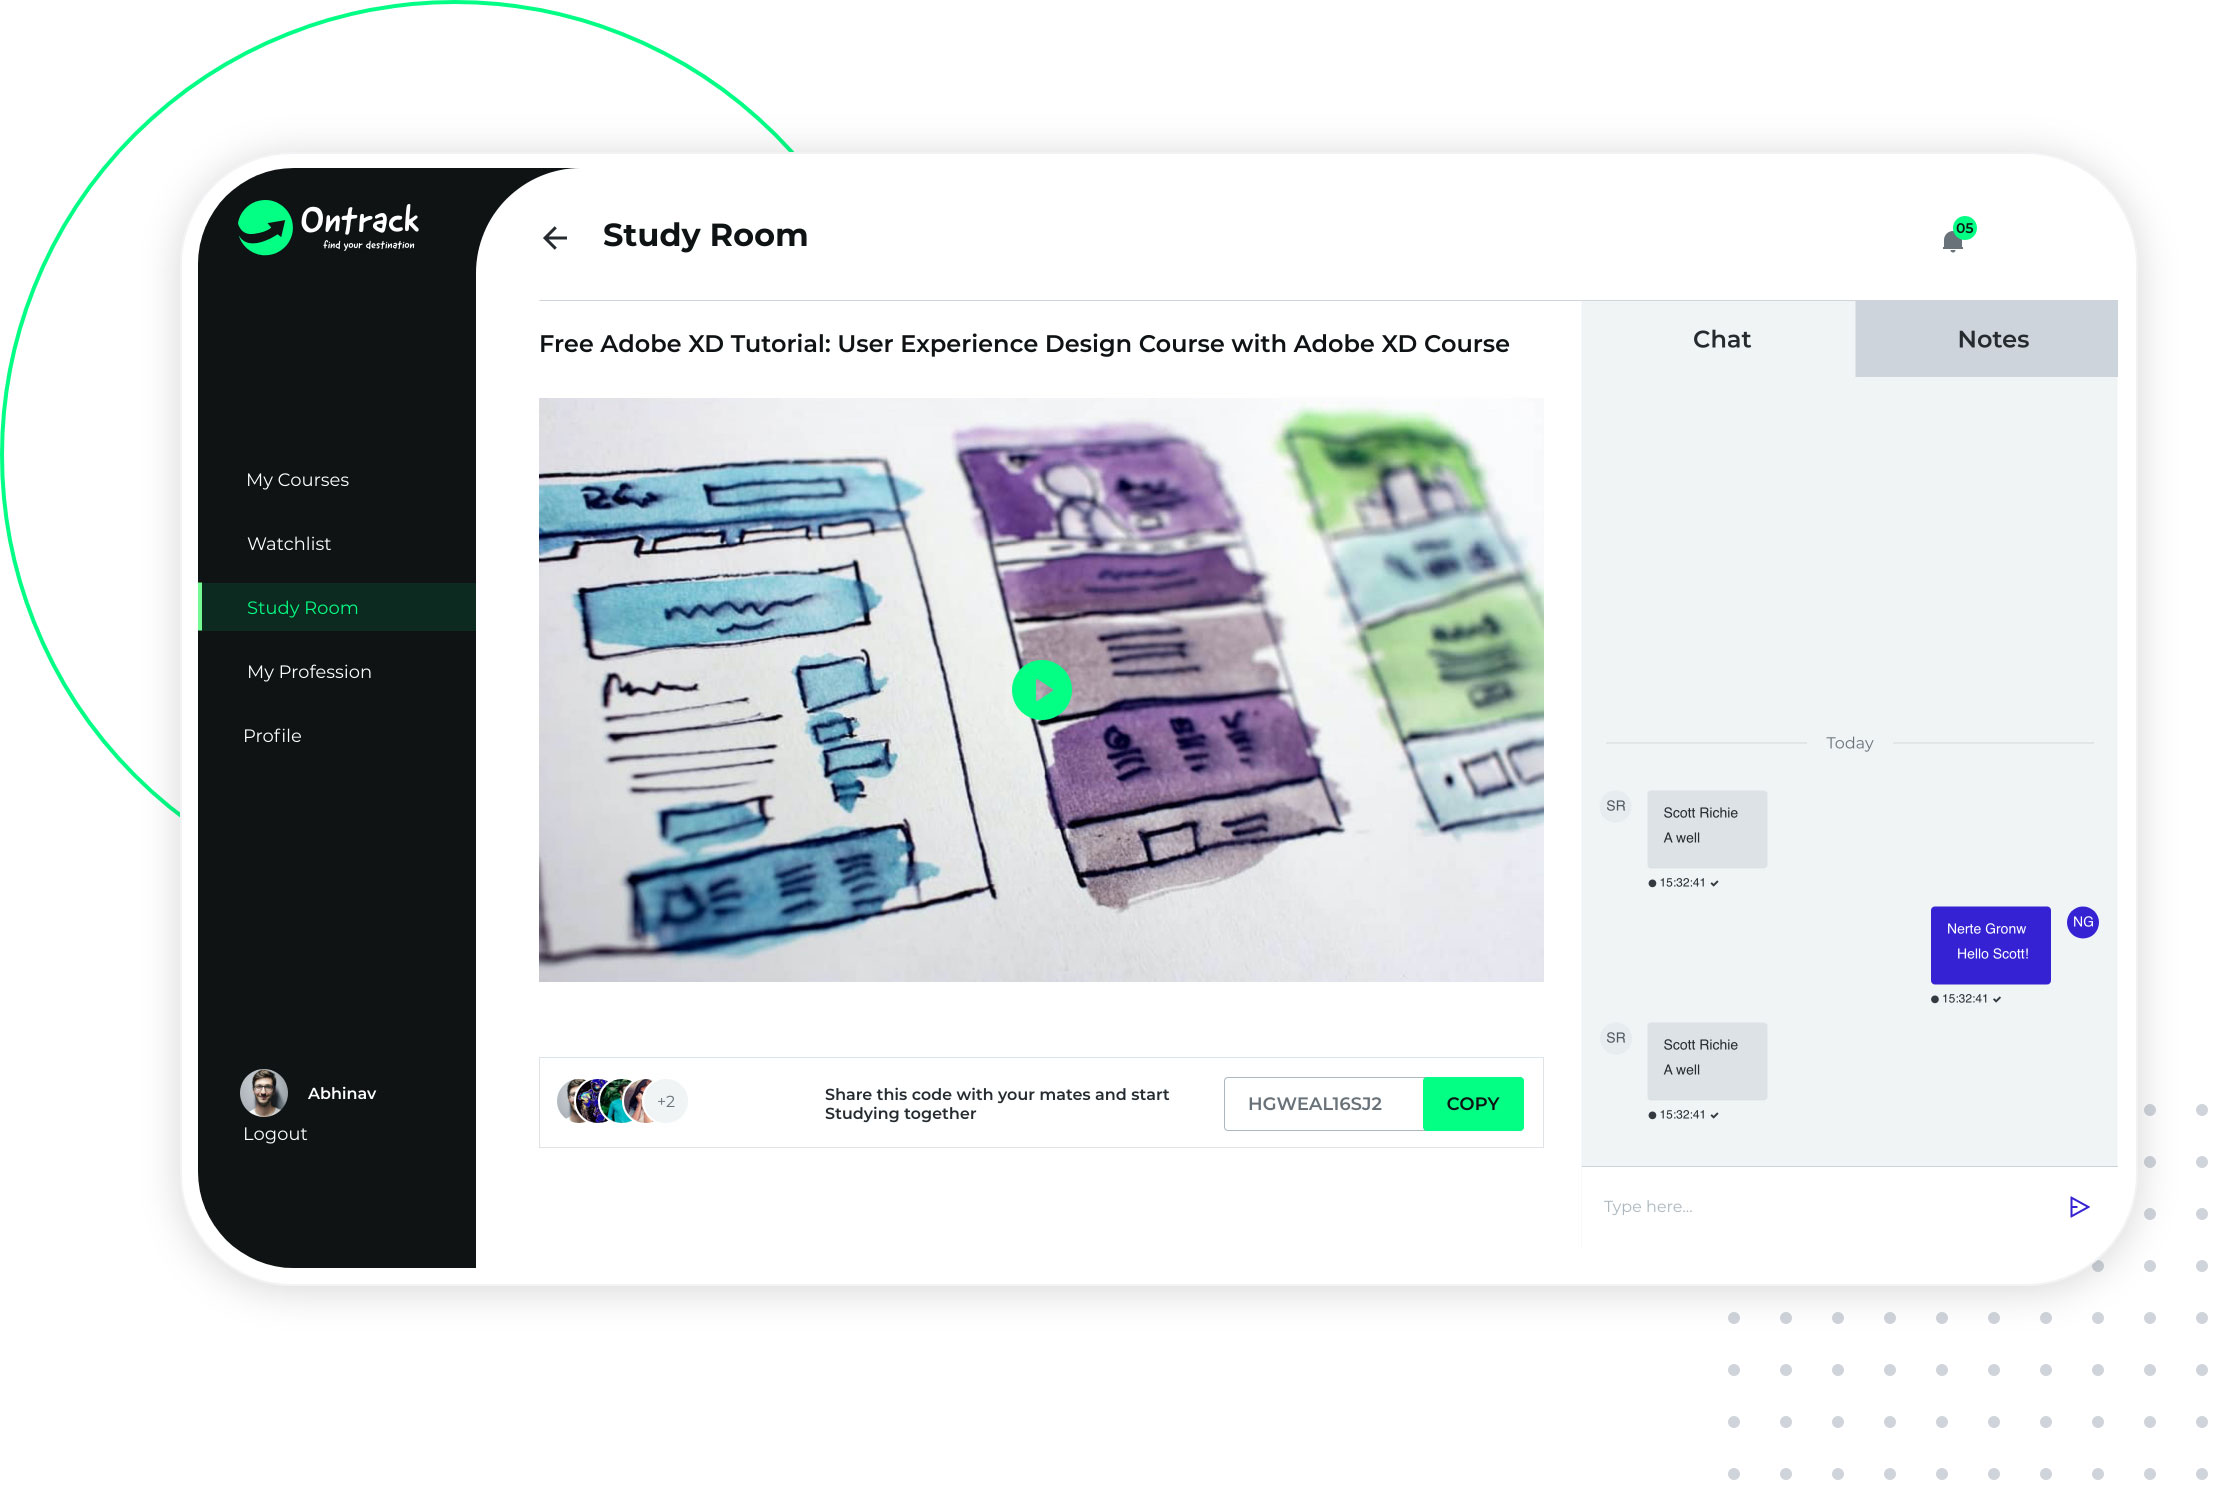 Ontrack
find your destination
My Courses
Watchlist
Study Room
My Profession
Profile
Abhinav
Logout
Study Room
05
Free Adobe XD Tutorial: User Experience Design Course with Adobe XD Course
+2
Share this code with your mates and start
Studying together
HGWEAL16SJ2
COPY
Chat
Notes
Today
SR
Scott Richie
A well
15:32:41
NG
Nerte Gronw
Hello Scott!
15:32:41
SR
Scott Richie
A well
15:32:41
Type here...